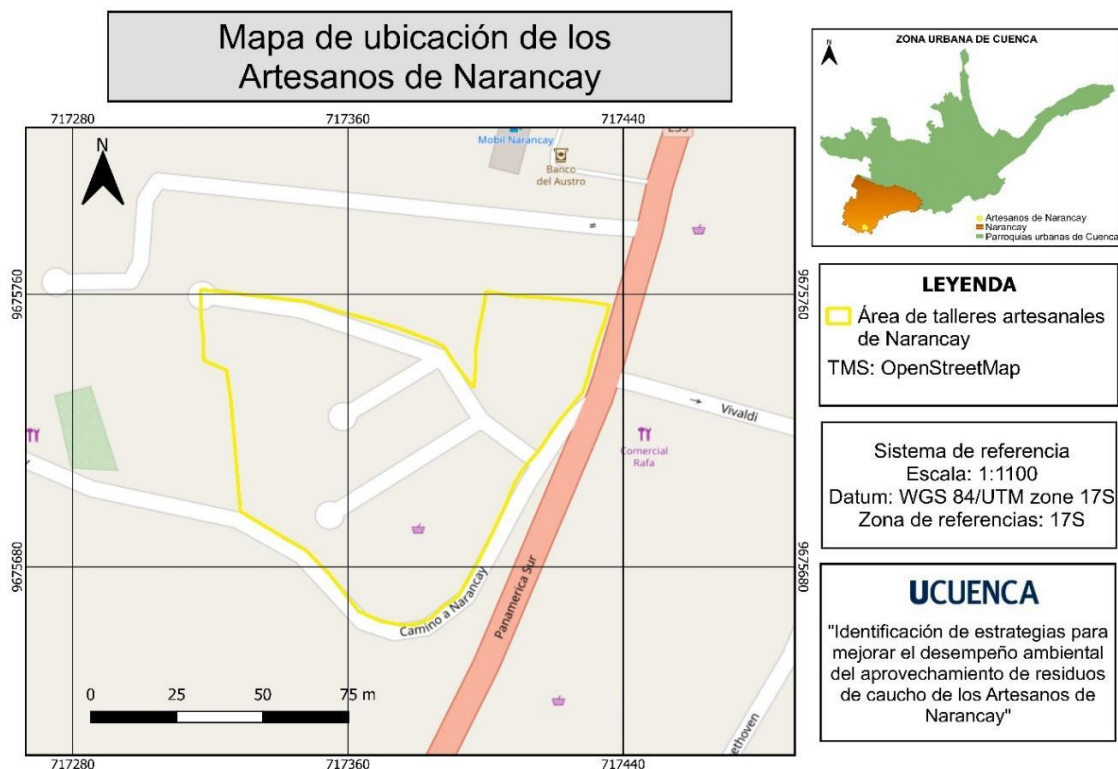 Mapa de ubicación de los
Artesanos de Narancay
717280
717360
717440
N
Mobil Narancay
Banco
del Austro
E35
9675760
9675760
Vivaldi
Comercial
Rafa
9675680
9675680
Camino a Narancay
Panamerica Sur
0 25 50 75 m
717280
717360
717440
ZONA URBANA DE CUENCA
N
Artesanos de Narancay
Narancay
Parroquias urbanas de Cuenca
LEYENDA
Área de talleres artesanales
de Narancay
TMS: OpenStreetMap
Sistema de referencia
Escala: 1:1100
Datum: WGS 84/UTM zone 17S
Zona de referencias: 17S
UCUENCA
"Identificación de estrategias para
mejorar el desempeño ambiental
del aprovechamiento de residuos
de caucho de los Artesanos de
Narancay"